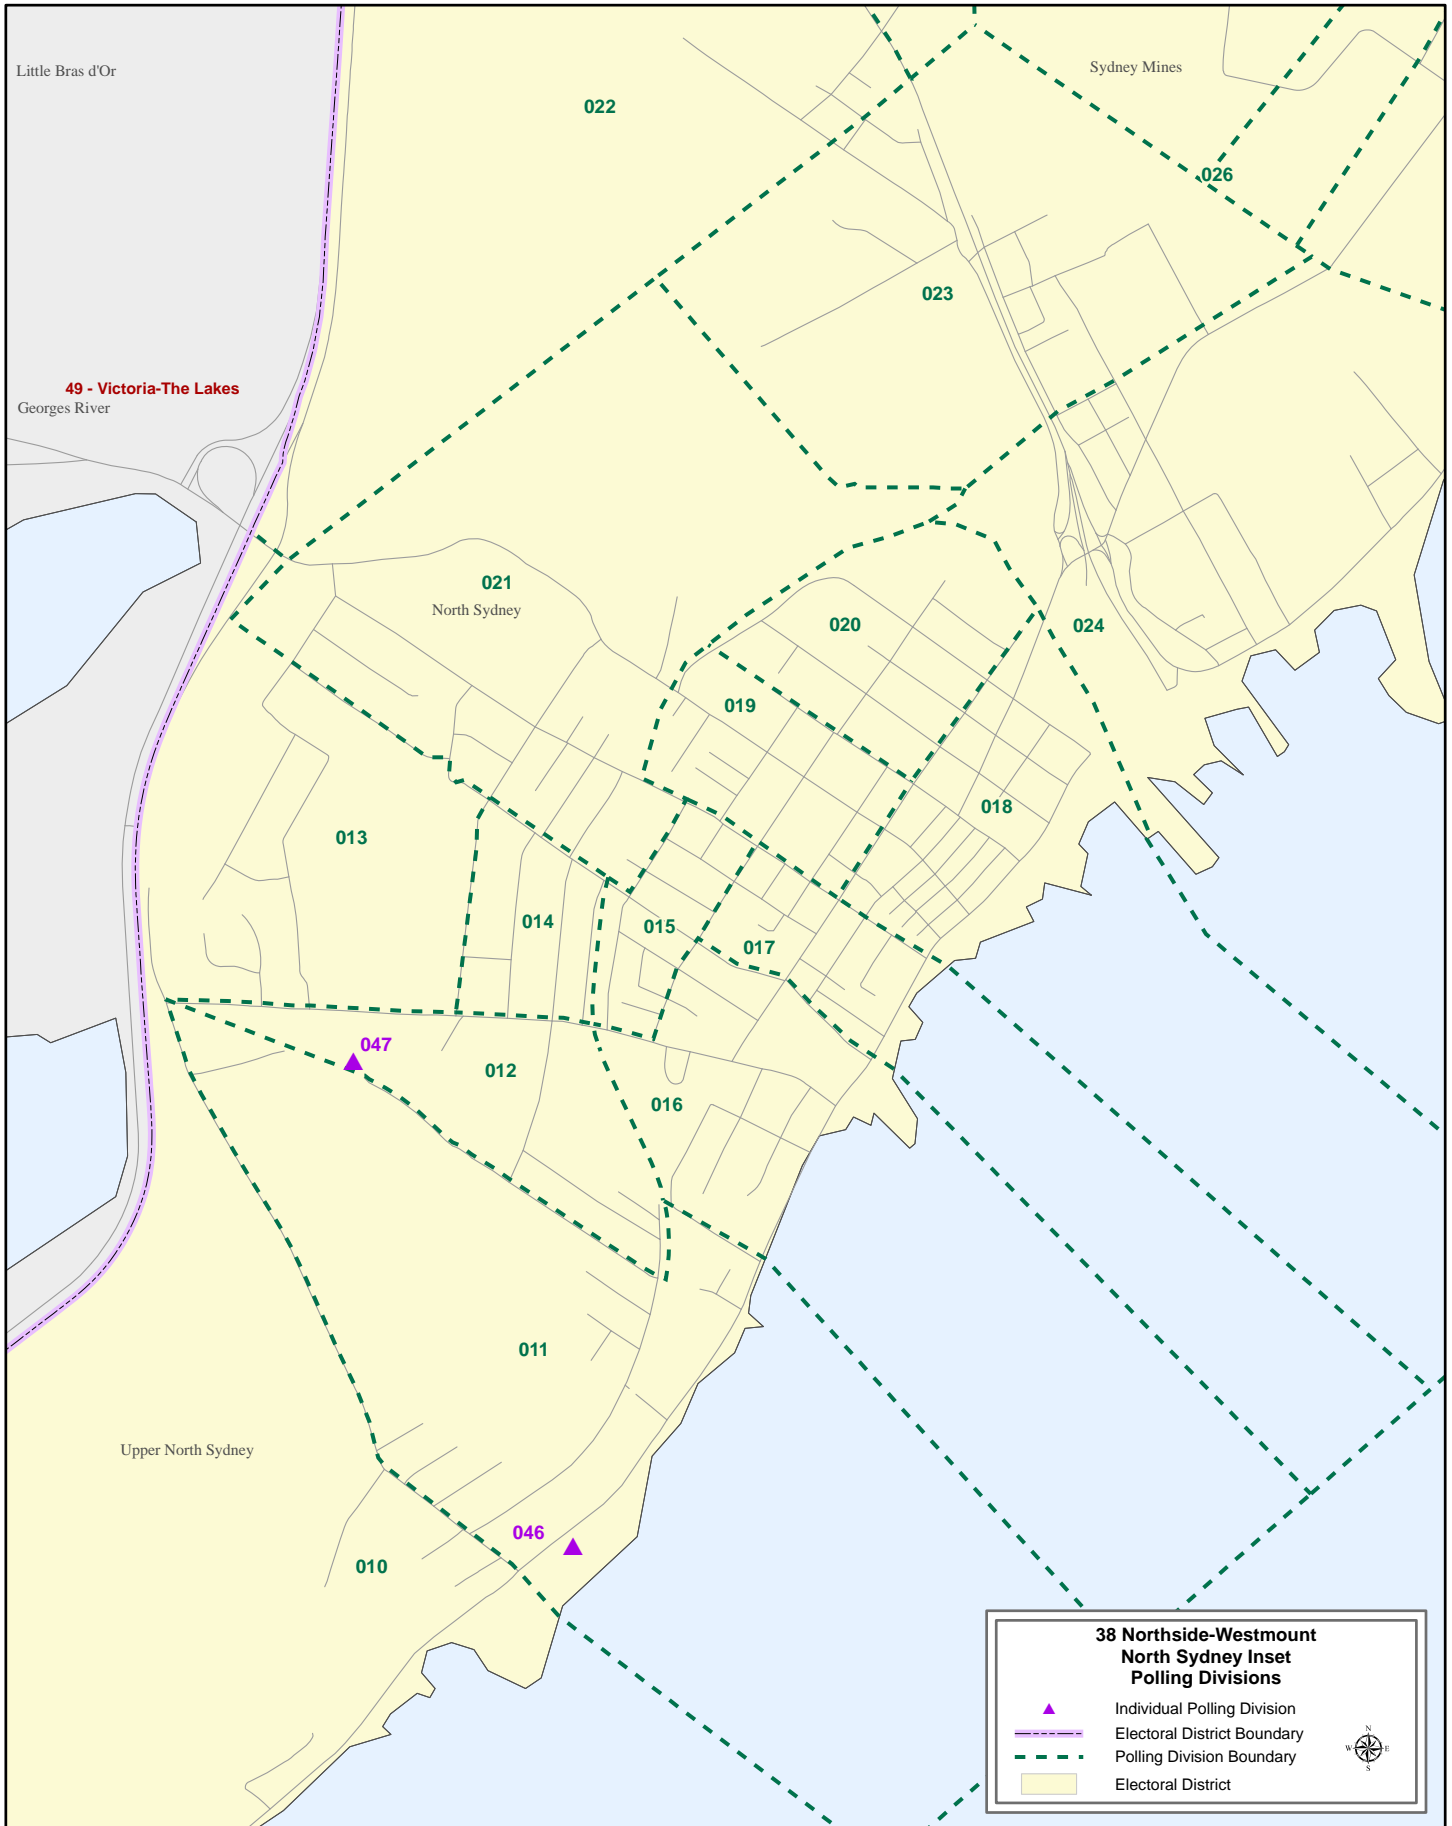 Little Bras d'Or
Sydney Mines
022
026
023
49 - Victoria-The Lakes
Georges River
021
North Sydney
020
024
019
018
013
014
015
017
047
012
016
011
Upper North Sydney
046
010
38 Northside-Westmount
North Sydney Inset
Polling Divisions
Individual Polling Division
Electoral District Boundary
Polling Division Boundary
Electoral District
N
W E
S